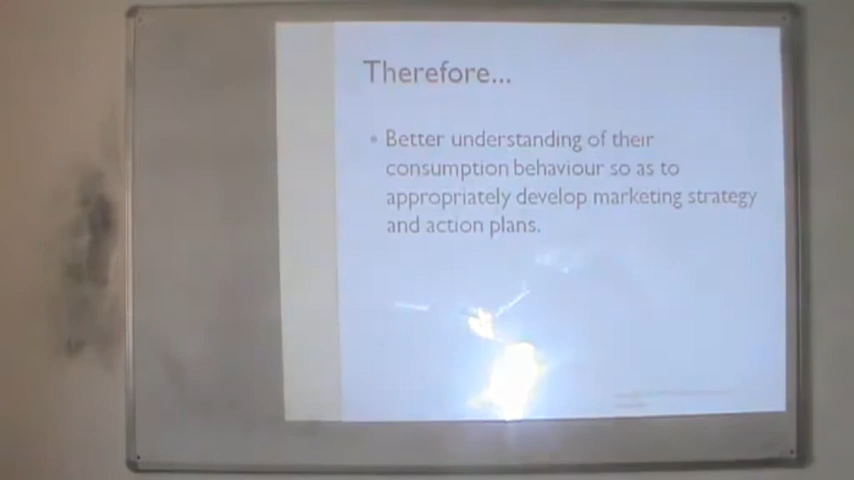 Therefore...
• Better understanding of their
consumption behaviour so as to
appropriately develop marketing strategy
and action plans.